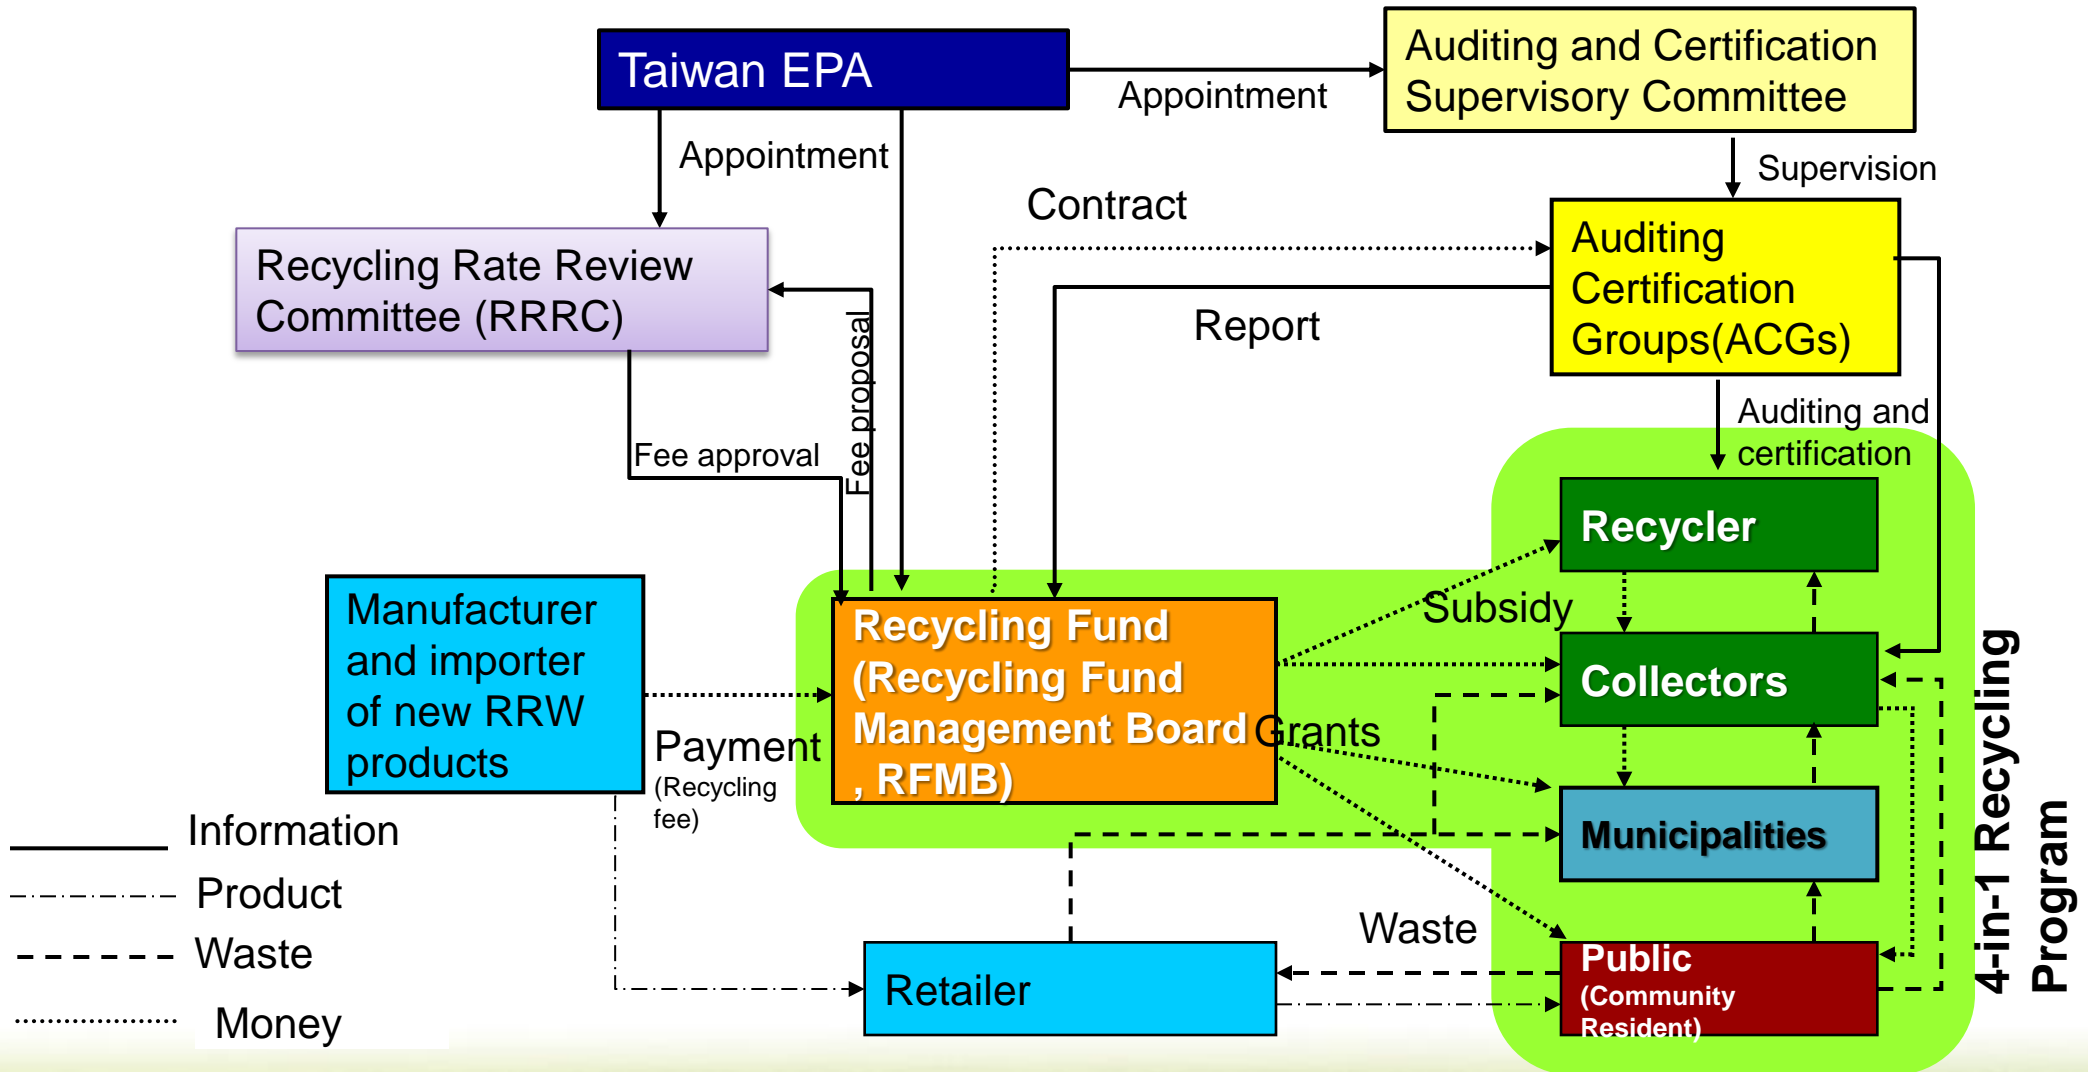 Taiwan EPA
Appointment
Auditing and Certification
Supervisory Committee
Appointment
Supervision
Contract
Recycling Rate Review
Committee (RRRC)
Auditing
Certification
Groups(ACGs)
Report
Fee proposal
Fee approval
Auditing and
certification
Recycler
Manufacturer
and importer
of new RRW
products
Recycling Fund
(Recycling Fund
Management Board
, RFMB)
Subsidy
Collectors
Payment
(Recycling
fee)
Grants
Municipalities
4-in-1 Recycling
Program
Information
Product
Waste
Money
Retailer
Waste
Public
(Community
Resident)